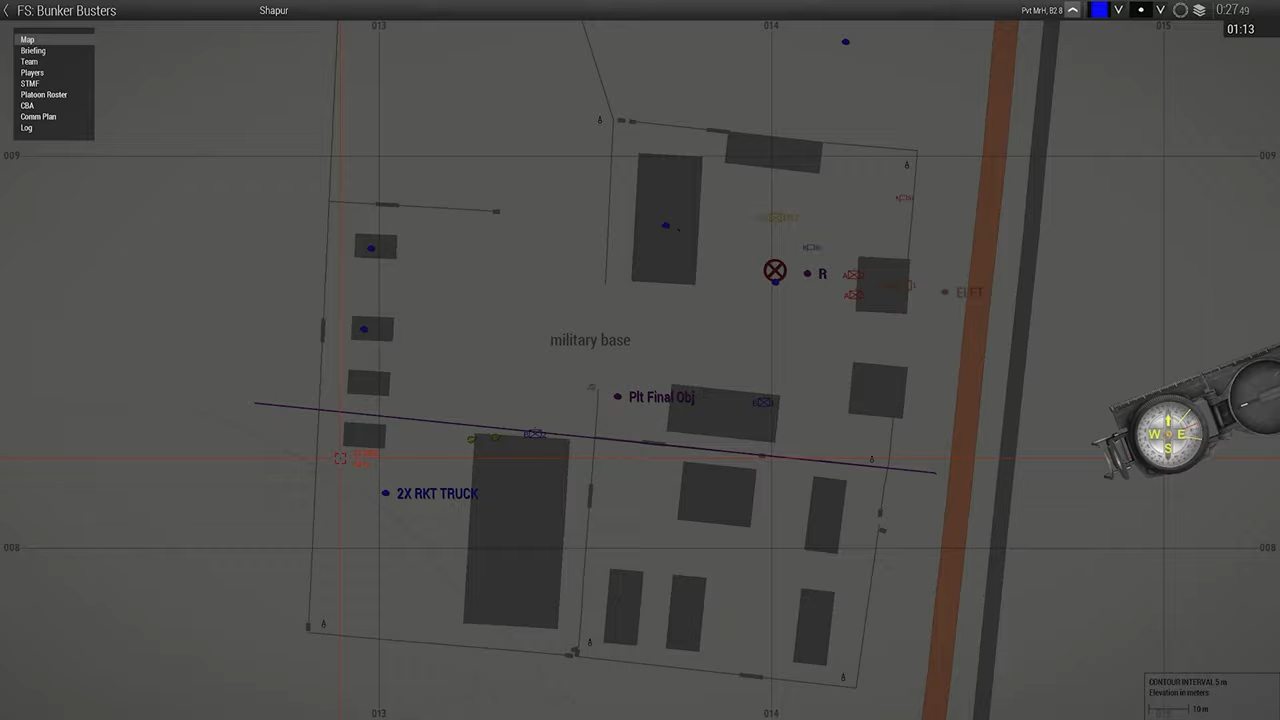 FS: Bunker Busters
Shapur
Pvt MrH, B2 8
0:27 49
01:13
013
014
015
Map
Briefing
Team
Players
STMF
Platoon Roster
CBA
Comm Plan
Log
009
009
R
military base
Plt Final Obj
2X RKT TRUCK
W
E
S
008
008
013
014
CONTOUR INTERVAL 5 m
Elevation in meters
10 m